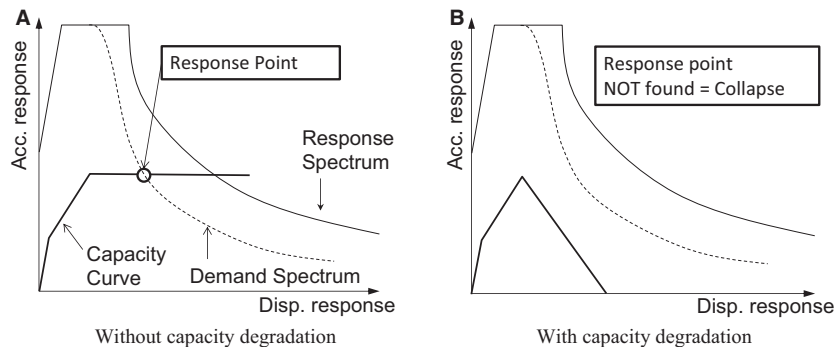 A
Acc. response
Response Point
Response
Spectrum
Capacity
Curve
Demand Spectrum
Disp. response
Without capacity degradation
B
Acc. response
Response point
NOT found = Collapse
Disp. response
With capacity degradation